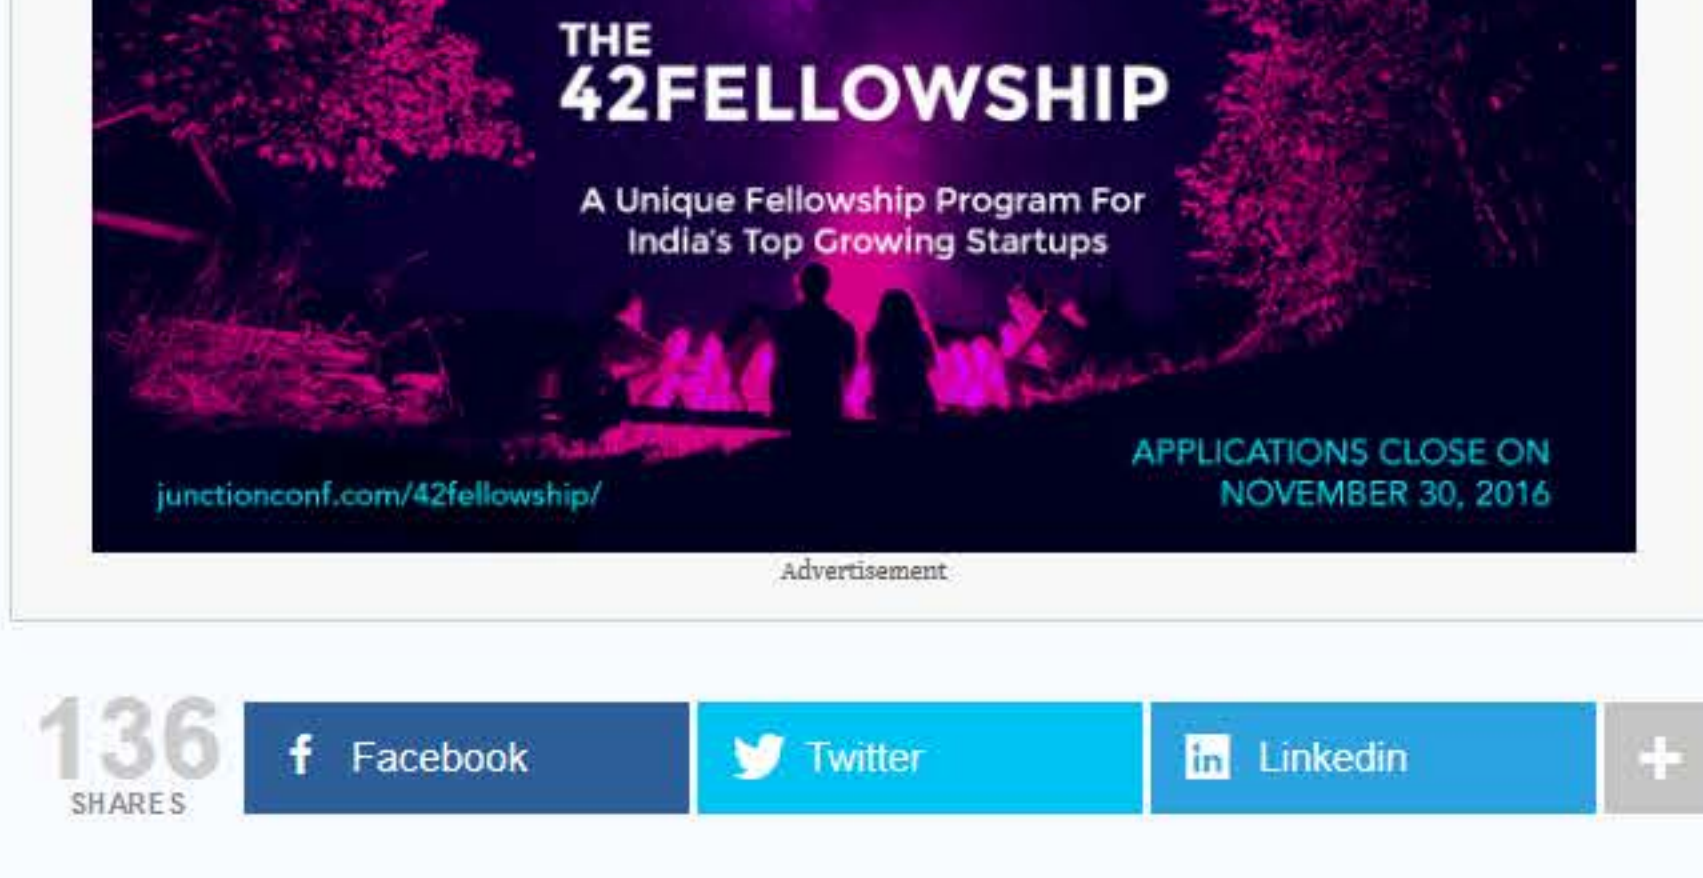 THE
42FELLOWSHIP
A Unique Fellowship Program For
India's Top Growing Startups
APPLICATIONS CLOSE ON
NOVEMBER 30, 2016
junctionconf.com/42fellowship/
Advertisement
136
SHARES
f Facebook
Twitter
in Linkedin
+